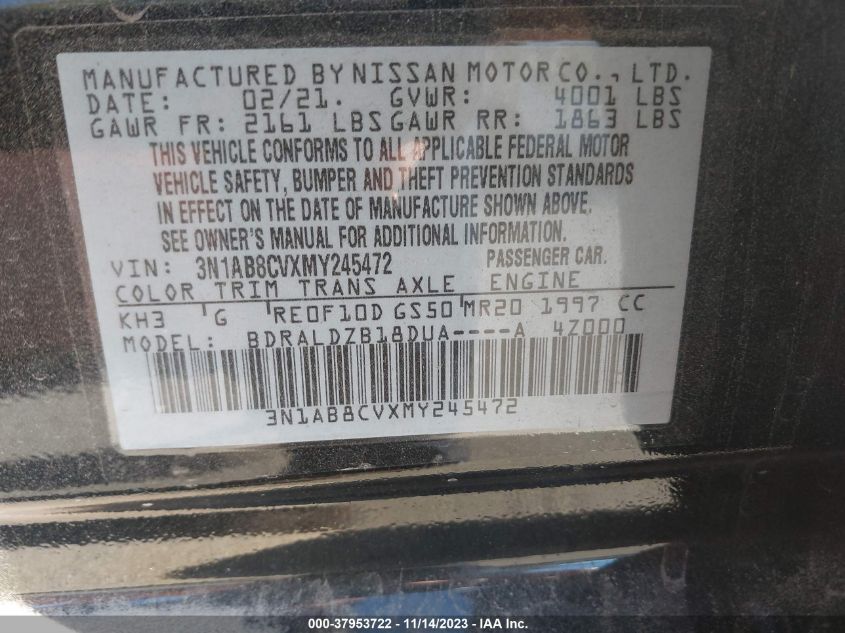 MANUFACTURED BY NISSAN MOTOR CO., LTD.
DATE: 02/21. GVWR: 4001 LBS
GAWR FR: 2161 LBS GAWR RR: 1863 LBS
THIS VEHICLE CONFORMS TO ALL APPLICABLE FEDERAL MOTOR
VEHICLE SAFETY, BUMPER AND THEFT PREVENTION STANDARDS
IN EFFECT ON THE DATE OF MANUFACTURE SHOWN ABOVE.
SEE OWNER'S MANUAL FOR ADDITIONAL INFORMATION.
VIN: 3N1AB8CVXMY245472 PASSENGER CAR.
COLOR TRIM TRANS AXLE ENGINE
KH3 G RE0F10D GS50 MR20 1997 CC
MODEL: BDRALDZB18DUA----A 4Z000
3N1AB8CVXMY245472
000-37953722 - 11/14/2023 - IAA Inc.